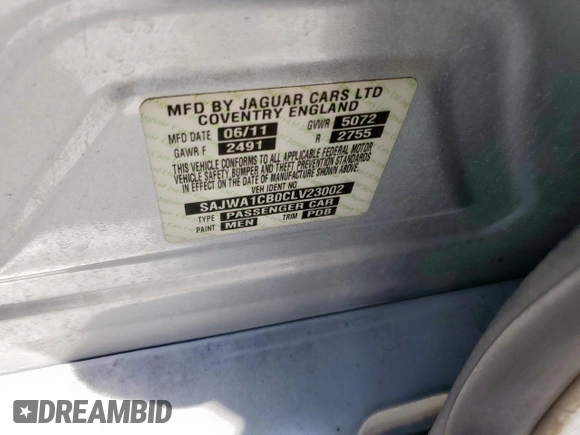 MFD BY JAGUAR CARS LTD
COVENTRY ENGLAND
MFD DATE 06/11 GVWR 5072
GAWR F 2491 R 2755
THIS VEHICLE CONFORMS TO ALL APPLICABLE FEDERAL MOTOR
VEHICLE SAFETY, BUMPER AND THEFT PREVENTION STANDARDS
IN EFFECT ON THE DATE OF MANUFACTURE SHOWN ABOVE
VEH IDENT NO
SAJWA1CB0CLV23002
TYPE PASSENGER CAR
PAINT MEN TRIM PDB
DREAMBID